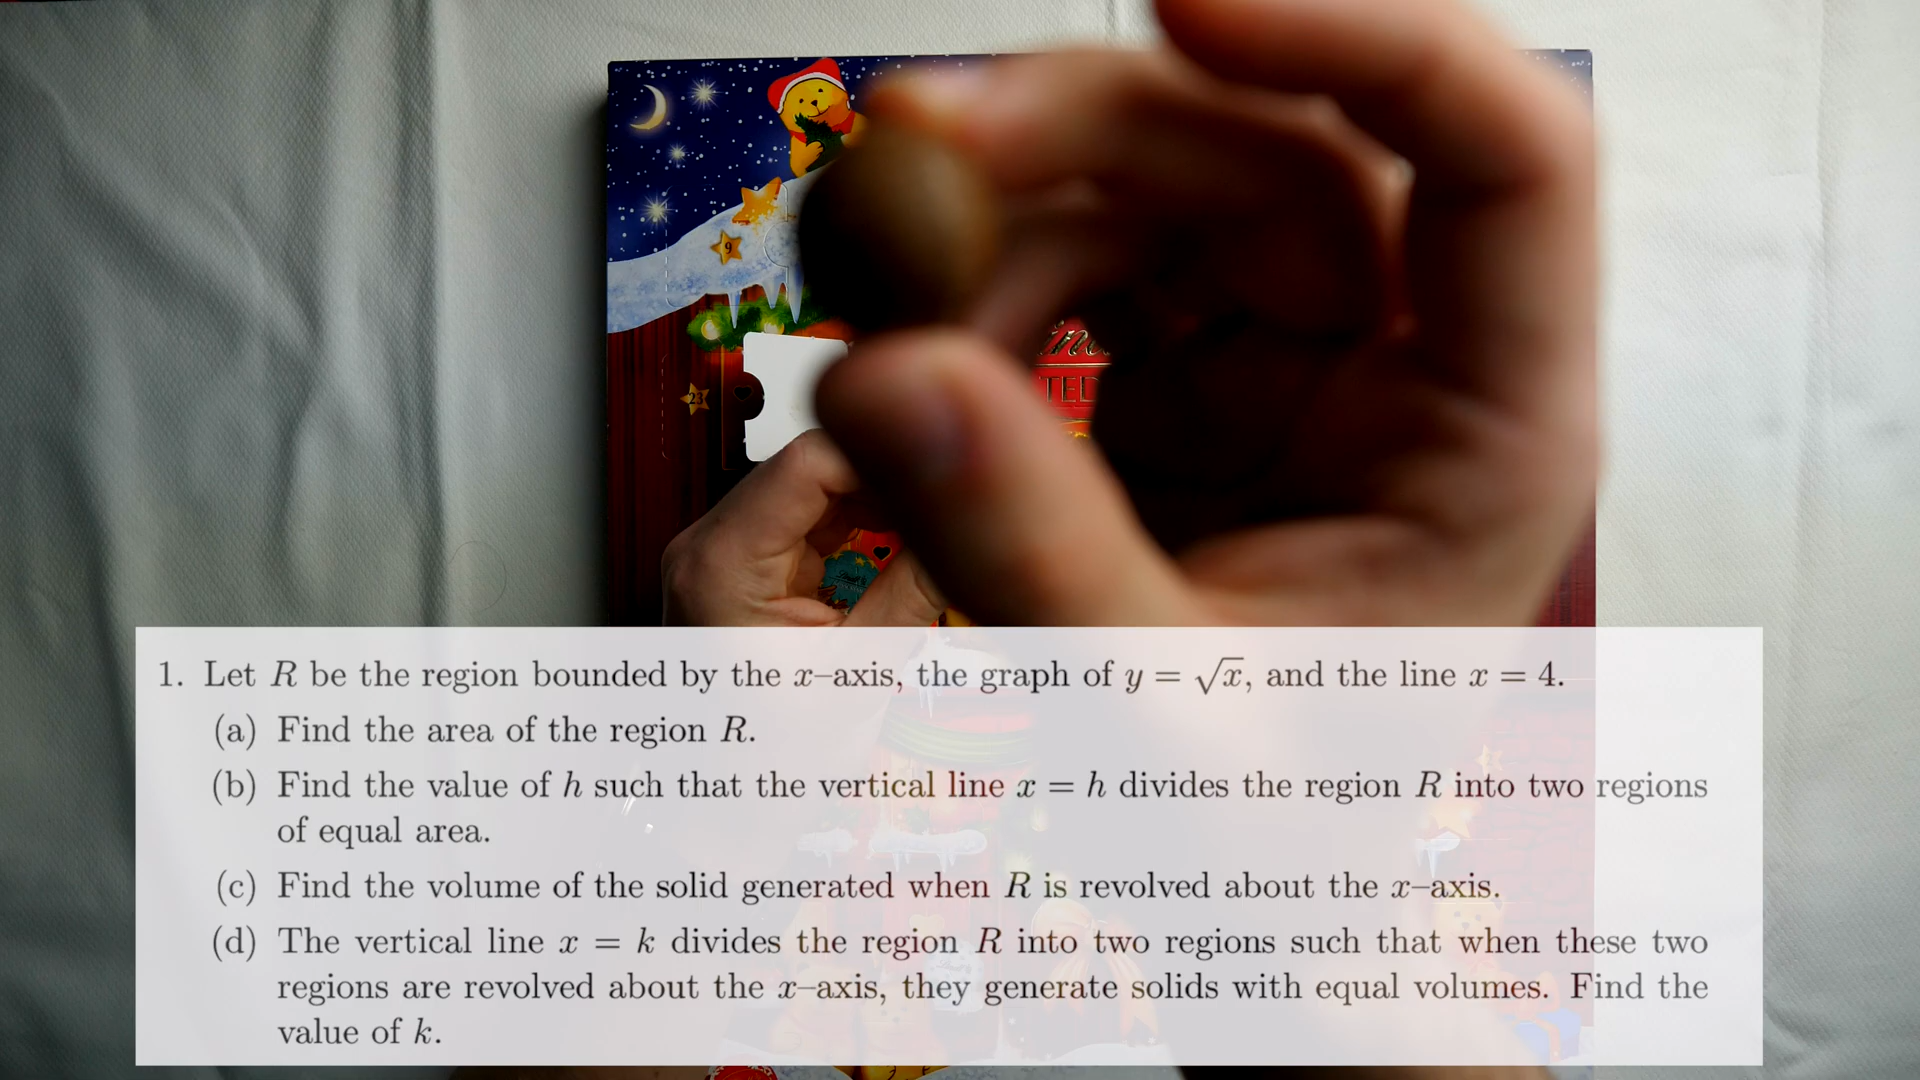 9
23
TED
1. Let R be the region bounded by the x–axis, the graph of y = √x, and the line x = 4.
(a) Find the area of the region R.
(b) Find the value of h such that the vertical line x = h divides the region R into two regions
of equal area.
(c) Find the volume of the solid generated when R is revolved about the x–axis.
(d) The vertical line x = k divides the region R into two regions such that when these two
regions are revolved about the x–axis, they generate solids with equal volumes. Find the
value of k.